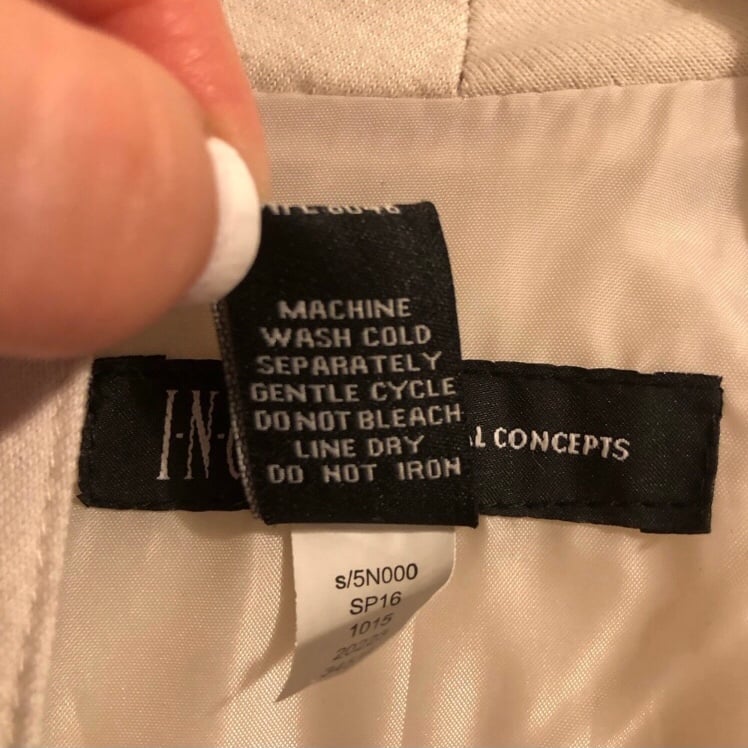 MACHINE
WASH COLD
SEPARATELY
GENTLE CYCLE
DO NOT BLEACH
LINE DRY
DO NOT IRON
I·N·
CONCEPTS
s/5N000
SP16
1015